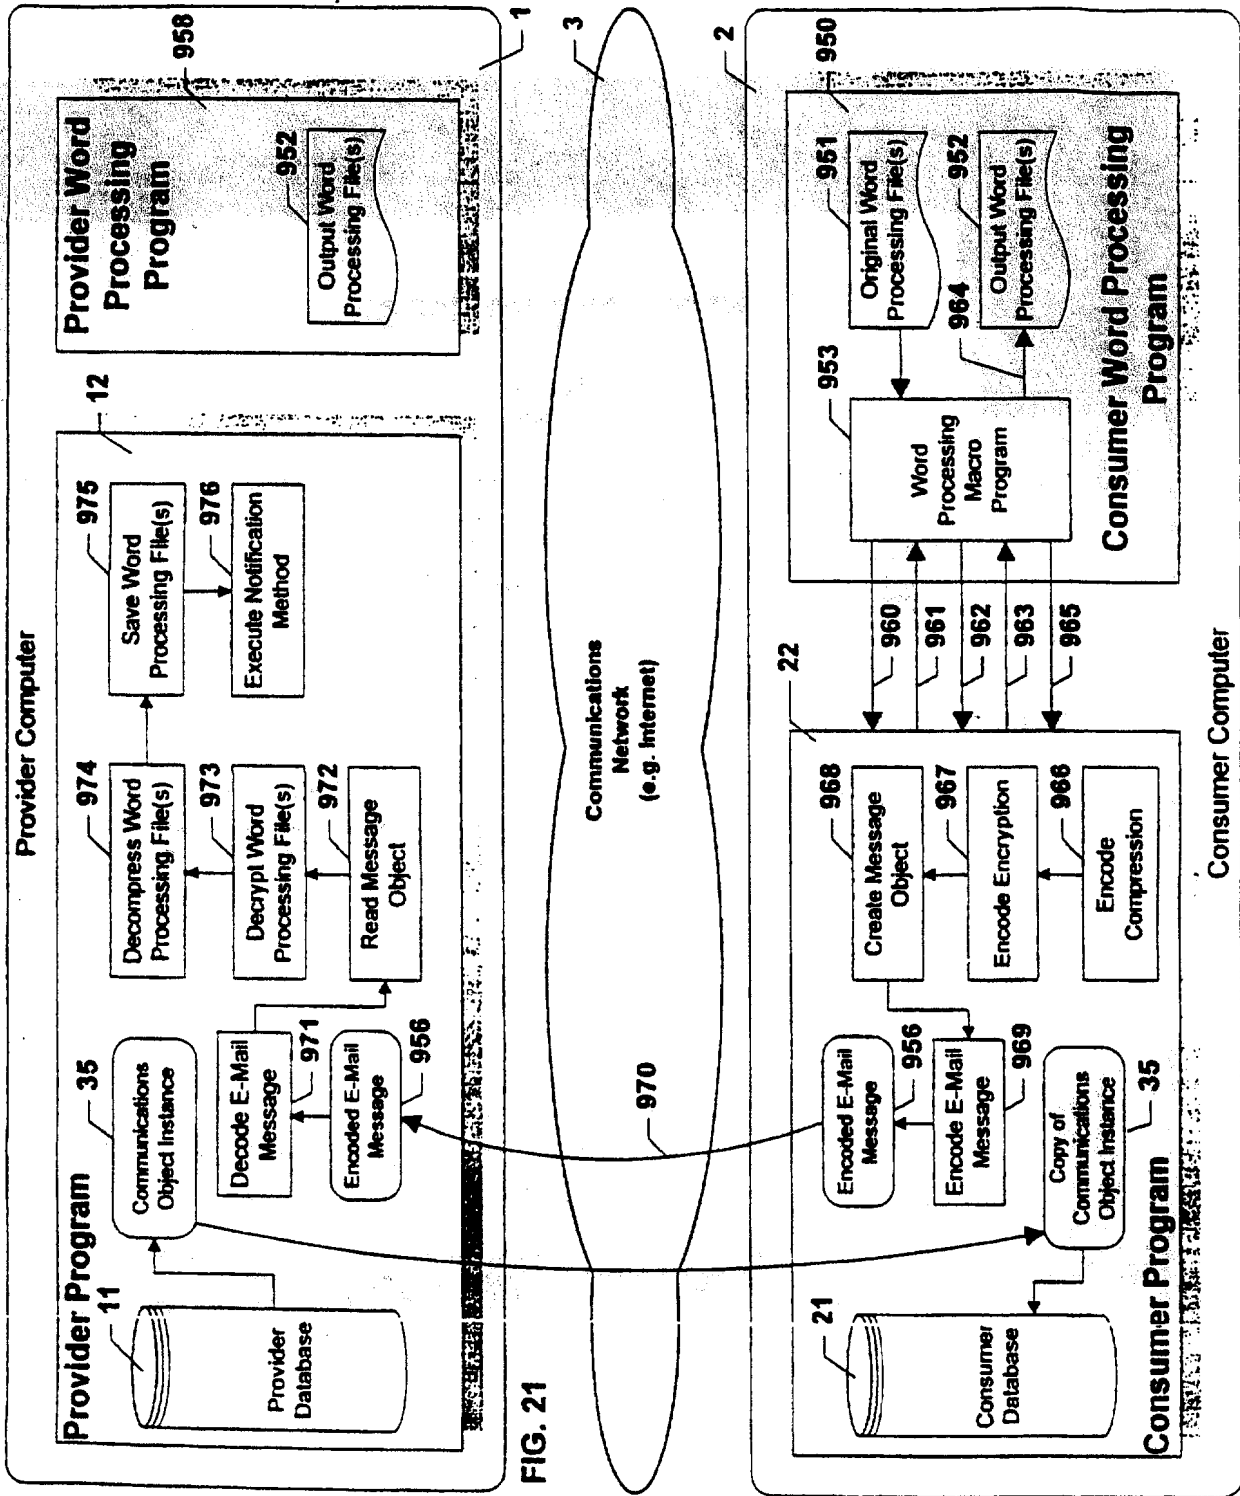 Provider Computer
Provider Program
11
Provider
Database
35
Communications
Object Instance
Decode E-Mail
Message
971
Encoded E-Mail
Message
956
974
Decompress Word
Processing File(s)
973
Decrypt Word
Processing File(s)
972
Read Message
Object
975
Save Word
Processing File(s)
976
Execute Notification
Method
12
Provider Word
Processing
Program
958
952
Output Word
Processing File(s)
1
FIG. 21
3
Communications
Network
(e.g. Internet)
970
2
21
Consumer
Database
Consumer Program
Encoded E-Mail
Message
956
Encode E-Mail
Message
969
Copy of
Communications
Object Instance
35
968
Create Message
Object
967
Encode Encryption
966
Encode
Compression
22
960
961
962
963
965
953
Word
Processing
Macro
Program
964
950
951
Original Word
Processing File(s)
952
Output Word
Processing File(s)
Consumer Word Processing
Program
Consumer Computer